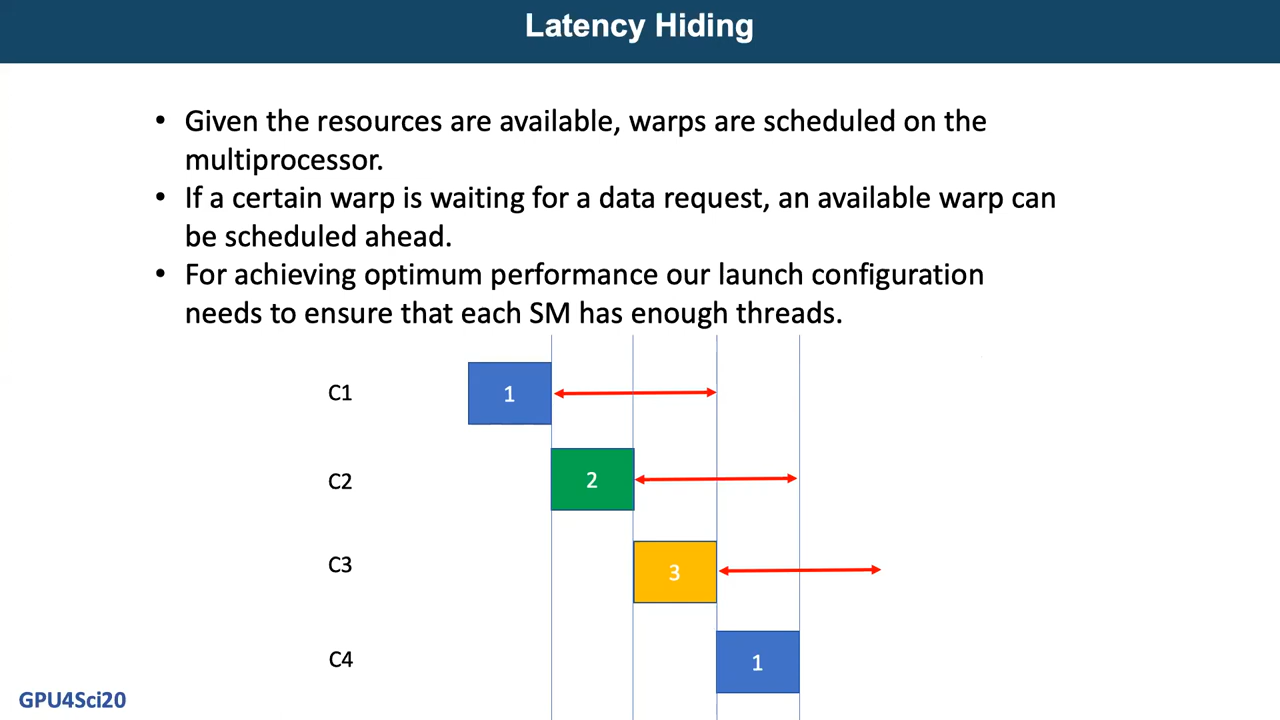 Latency Hiding
• Given the resources are available, warps are scheduled on the
multiprocessor.
• If a certain warp is waiting for a data request, an available warp can
be scheduled ahead.
• For achieving optimum performance our launch configuration
needs to ensure that each SM has enough threads.
C1
1
C2
2
C3
3
C4
1
GPU4Sci20